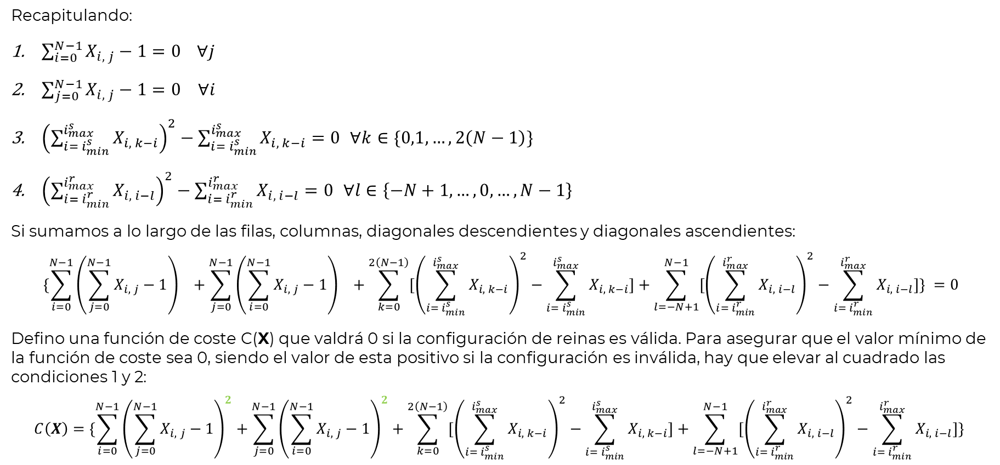 Recapitulando:
1. $\sum_{i=0}^{N-1} X_{i,j} - 1 = 0 \quad \forall j$
2. $\sum_{j=0}^{N-1} X_{i,j} - 1 = 0 \quad \forall i$
3. $\left(\sum_{i=i_{min}^{s}}^{i_{max}^{s}} X_{i,k-i}\right)^2 - \sum_{i=i_{min}^{s}}^{i_{max}^{s}} X_{i,k-i} = 0 \quad \forall k \in \{0,1,\ldots,2(N-1)\}$
4. $\left(\sum_{i=i_{min}^{r}}^{i_{max}^{r}} X_{i,i-l}\right)^2 - \sum_{i=i_{min}^{r}}^{i_{max}^{r}} X_{i,i-l} = 0 \quad \forall l \in \{-N+1,\ldots,0,\ldots,N-1\}$
Si sumamos a lo largo de las filas, columnas, diagonales descendientes y diagonales ascendientes:
$\{\sum_{i=0}^{N-1}\left(\sum_{j=0}^{N-1} X_{i,j} - 1\right) + \sum_{j=0}^{N-1}\left(\sum_{i=0}^{N-1} X_{i,j} - 1\right) + \sum_{k=0}^{2(N-1)}[\left(\sum_{i=i_{min}^{s}}^{i_{max}^{s}} X_{i,k-i}\right)^2 - \sum_{i=i_{min}^{s}}^{i_{max}^{s}} X_{i,k-i}] + \sum_{l=-N+1}^{N-1}[\left(\sum_{i=i_{min}^{r}}^{i_{max}^{r}} X_{i,i-l}\right)^2 - \sum_{i=i_{min}^{r}}^{i_{max}^{r}} X_{i,i-l}]\} = 0$
Defino una función de coste C(X) que valdrá 0 si la configuración de reinas es válida. Para asegurar que el valor mínimo de
la función de coste sea 0, siendo el valor de esta positivo si la configuración es inválida, hay que elevar al cuadrado las
condiciones 1 y 2:
$C(\boldsymbol{X}) = \{\sum_{i=0}^{N-1}\left(\sum_{j=0}^{N-1} X_{i,j} - 1\right)^2 + \sum_{j=0}^{N-1}\left(\sum_{i=0}^{N-1} X_{i,j} - 1\right)^2 + \sum_{k=0}^{2(N-1)}[\left(\sum_{i=i_{min}^{s}}^{i_{max}^{s}} X_{i,k-i}\right)^2 - \sum_{i=i_{min}^{s}}^{i_{max}^{s}} X_{i,k-i}] + \sum_{l=-N+1}^{N-1}[\left(\sum_{i=i_{min}^{r}}^{i_{max}^{r}} X_{i,i-l}\right)^2 - \sum_{i=i_{min}^{r}}^{i_{max}^{r}} X_{i,i-l}]\}$